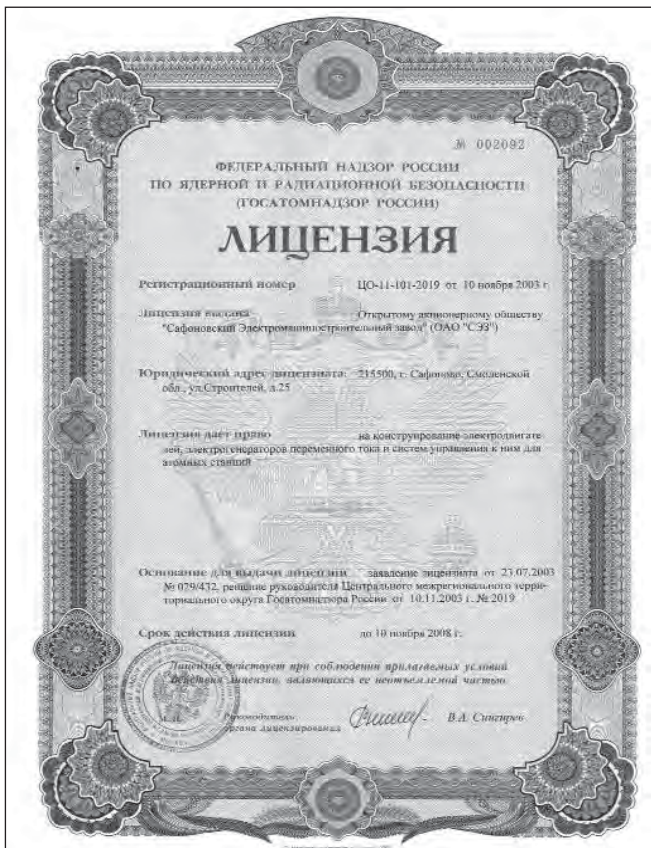 № 002092
ФЕДЕРАЛЬНЫЙ НАДЗОР РОССИИ
ПО ЯДЕРНОЙ И РАДИАЦИОННОЙ БЕЗОПАСНОСТИ
(ГОСАТОМНАДЗОР РОССИИ)
ЛИЦЕНЗИЯ
Регистрационный номер ЦО-11-101-2019 от 10 ноября 2003 г.
Лицензия выдана Открытому акционерному обществу
"Сафоновский Электромашиностроительный завод" (ОАО "СЭЗ")
Юридический адрес лицензиата: 215500, г. Сафоново, Смоленской
обл., ул.Строителей, д.25
Лицензия дает право на конструирование электродвигате-
лей, электрогенераторов переменного тока и систем управления к ним для
атомных станций
Основание для выдачи лицензии заявление лицензиата от 23.07.2003
№ 079/432, решение руководителя Центрального межрегионального терри-
ториального округа Госатомнадзора России от 10.11.2003 г. № 2019
Срок действия лицензии до 10 ноября 2008 г.
Лицензия действует при соблюдении прилагаемых условий
действия лицензии, являющихся ее неотъемлемой частью
М.П. Руководитель
органа лицензирования В.А. Снигирев